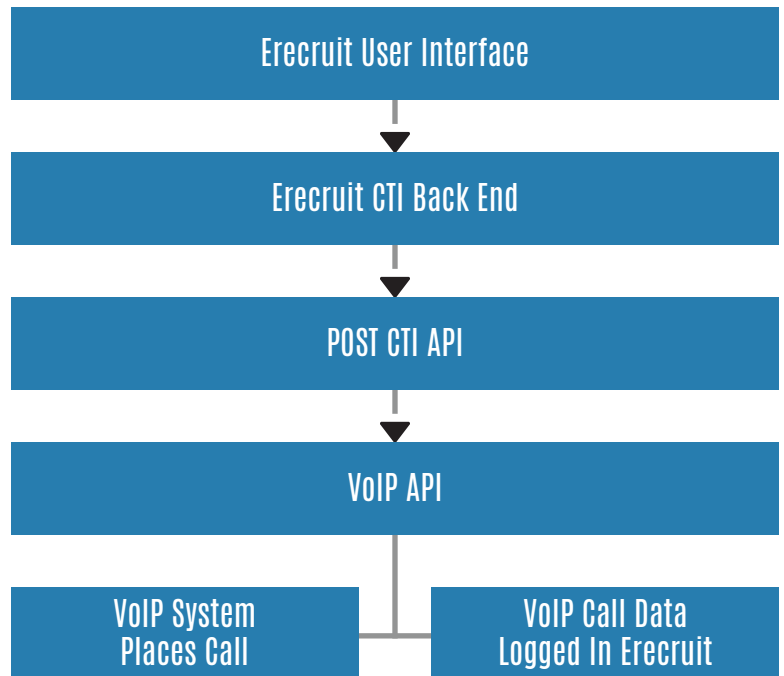 Erecruit User Interface
Erecruit CTI Back End
POST CTI API
VoIP API
VoIP System
Places Call
VoIP Call Data
Logged In Erecruit